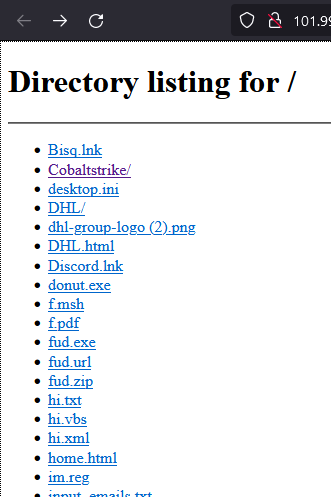 101.99
Directory listing for /
Bisq.lnk
Cobaltstrike/
desktop.ini
DHL/
dhl-group-logo (2).png
DHL.html
Discord.lnk
donut.exe
f.msh
f.pdf
fud.exe
fud.url
fud.zip
hi.txt
hi.vbs
hi.xml
home.html
im.reg
input_emails.txt